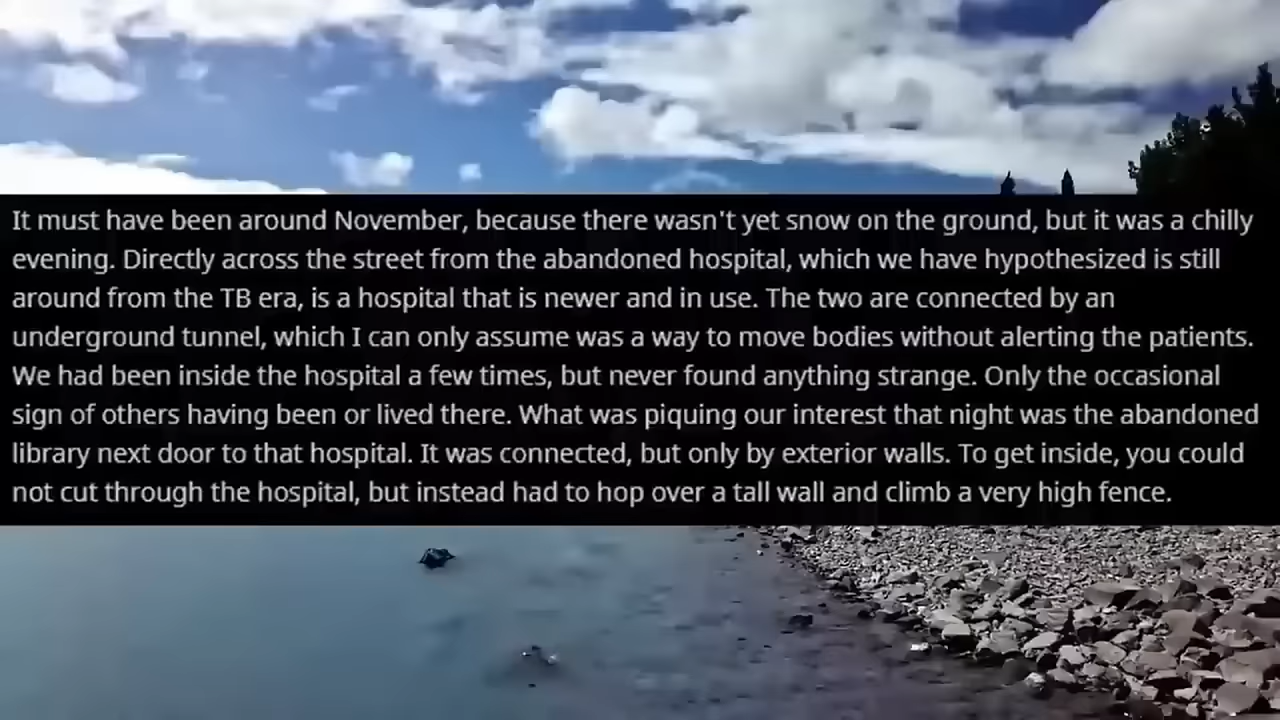 It must have been around November, because there wasn't yet snow on the ground, but it was a chilly
evening. Directly across the street from the abandoned hospital, which we have hypothesized is still
around from the TB era, is a hospital that is newer and in use. The two are connected by an
underground tunnel, which I can only assume was a way to move bodies without alerting the patients.
We had been inside the hospital a few times, but never found anything strange. Only the occasional
sign of others having been or lived there. What was piquing our interest that night was the abandoned
library next door to that hospital. It was connected, but only by exterior walls. To get inside, you could
not cut through the hospital, but instead had to hop over a tall wall and climb a very high fence.